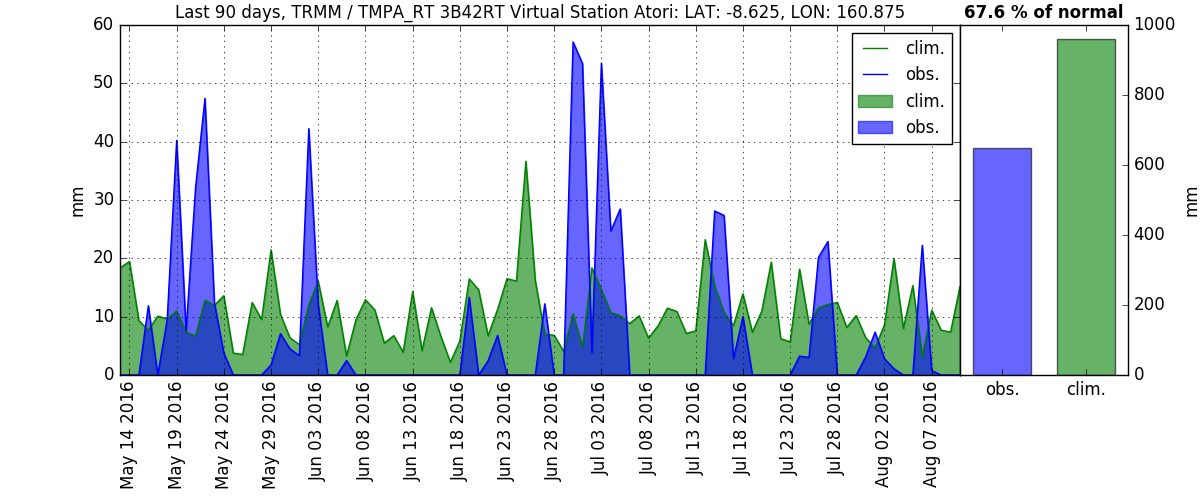 Last 90 days, TRMM / TMPA_RT 3B42RT Virtual Station Atori: LAT: -8.625, LON: 160.875
67.6 % of normal
60
50
40
30
20
10
0
mm
clim.
obs.
clim.
obs.
1000
800
600
400
200
0
mm
May 14 2016
May 19 2016
May 24 2016
May 29 2016
Jun 03 2016
Jun 08 2016
Jun 13 2016
Jun 18 2016
Jun 23 2016
Jun 28 2016
Jul 03 2016
Jul 08 2016
Jul 13 2016
Jul 18 2016
Jul 23 2016
Jul 28 2016
Aug 02 2016
Aug 07 2016
obs.
clim.